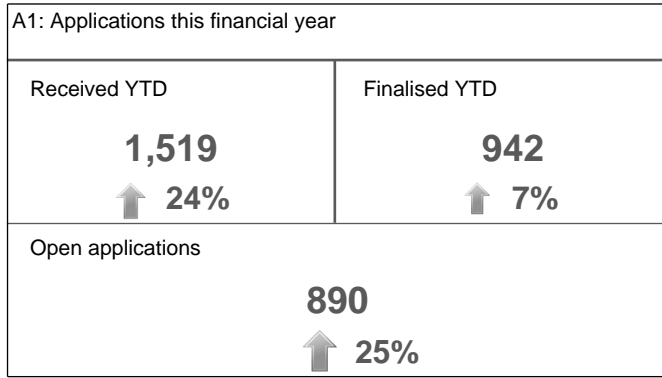 A1: Applications this financial year
Received YTD
1,519
24%
Finalised YTD
942
7%
Open applications
890
25%